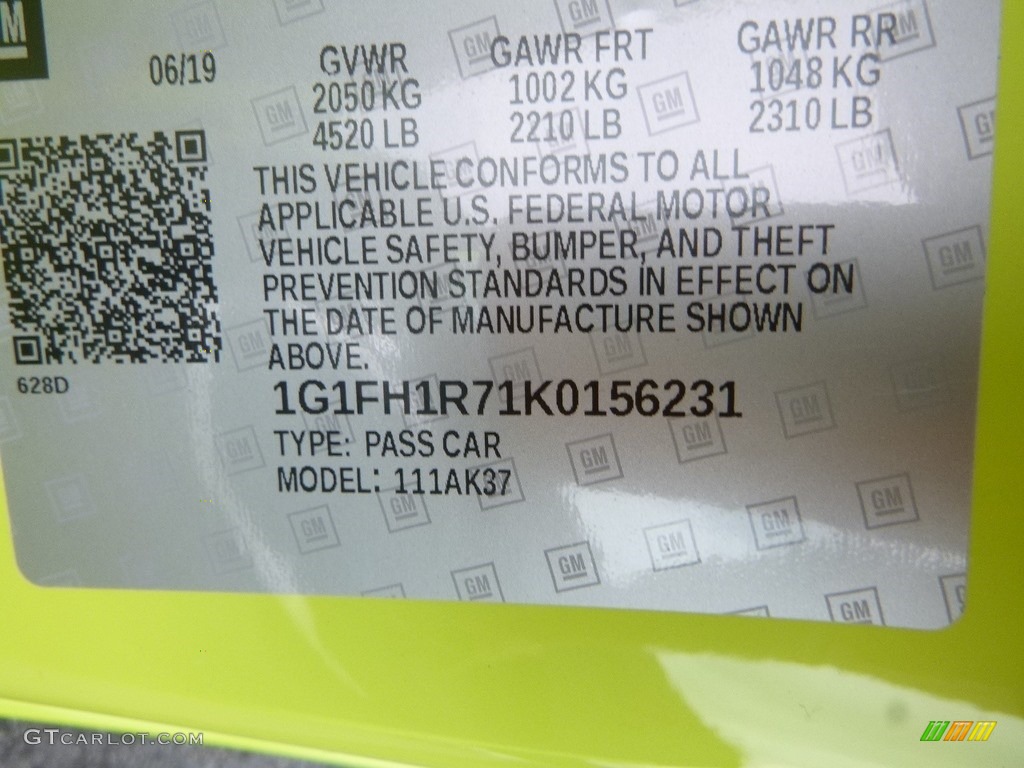 GM
06/19
GVWR
2050 KG
4520 LB
GAWR FRT
1002 KG
2210 LB
GAWR RR
1048 KG
2310 LB
THIS VEHICLE CONFORMS TO ALL
APPLICABLE U.S. FEDERAL MOTOR
VEHICLE SAFETY, BUMPER, AND THEFT
PREVENTION STANDARDS IN EFFECT ON
THE DATE OF MANUFACTURE SHOWN
ABOVE.
628D
1G1FH1R71K0156231
TYPE: PASS CAR
MODEL: 111AK37
GTCARLOT.COM